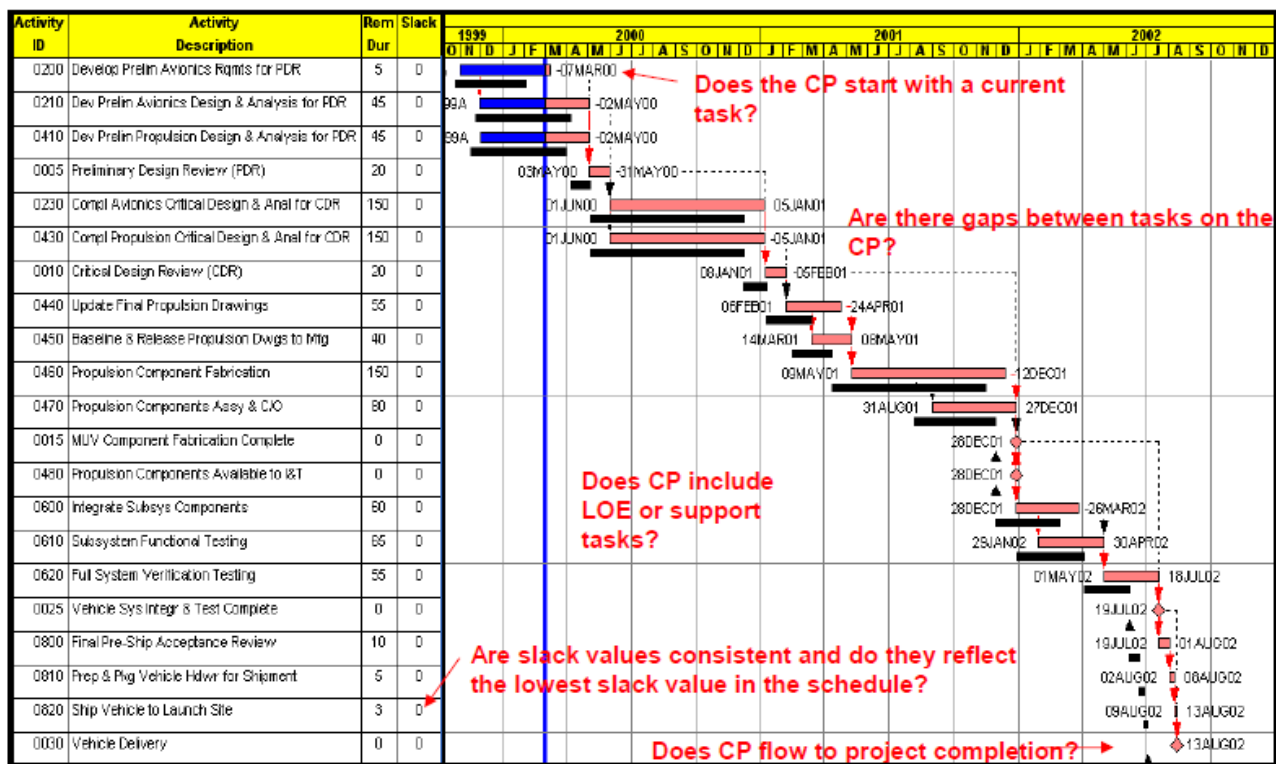 Activity Activity Rem Slack
ID Description Dur
1999 2000 2001 2002
O N D J F M A M J J A S O N D J F M A M J J A S O N D J F M A M J J A S O N D
0200 Develop Prelim Avionics Rqmts for PDR 5 0 -07MAR00
Does the CP start with a current
task?
0210 Dev Prelim Avionics Design & Analysis for PDR 45 0 99A -02MAY00
0410 Dev Prelim Propulsion Design & Analysis for PDR 45 0 99A -02MAY00
0005 Preliminary Design Review (PDR) 20 0 03MAY00 -31MAY00
0230 Compl Avionics Critical Design & Anal for CDR 150 0 01JUN00 05JAN01
Are there gaps between tasks on the
CP?
0430 Compl Propulsion Critical Design & Anal for CDR 150 0 01JUN00 -05JAN01
0010 Critical Design Review (CDR) 20 0 08JAN01 -05FEB01
0440 Update Final Propulsion Drawings 55 0 06FEB01 -24APR01
0450 Baseline & Release Propulsion Dwgs to Mfg 40 0 14MAR01 08MAY01
0460 Propulsion Component Fabrication 150 0 09MAY01 -12DEC01
0470 Propulsion Components Assy & C/O 80 0 31AUG01 27DEC01
0015 MUV Component Fabrication Complete 0 0 28DEC01
0480 Propulsion Components Available to I&T 0 0 28DEC01
Does CP include
LOE or support
tasks?
0600 Integrate Subsys Components 60 0 28DEC01 -26MAR02
0610 Subsystem Functional Testing 65 0 29JAN02 30APR02
0620 Full System Verification Testing 55 0 01MAY02 18JUL02
0025 Vehicle Sys Integr & Test Complete 0 0 19JUL02
0800 Final Pre-Ship Acceptance Review 10 0 19JUL02 01AUG02
Are slack values consistent and do they reflect
the lowest slack value in the schedule?
0810 Prep & Pkg Vehicle Hdwr for Shipment 5 0 02AUG02 08AUG02
0820 Ship Vehicle to Launch Site 3 0 09AUG02 13AUG02
0030 Vehicle Delivery 0 0 13AUG02
Does CP flow to project completion?